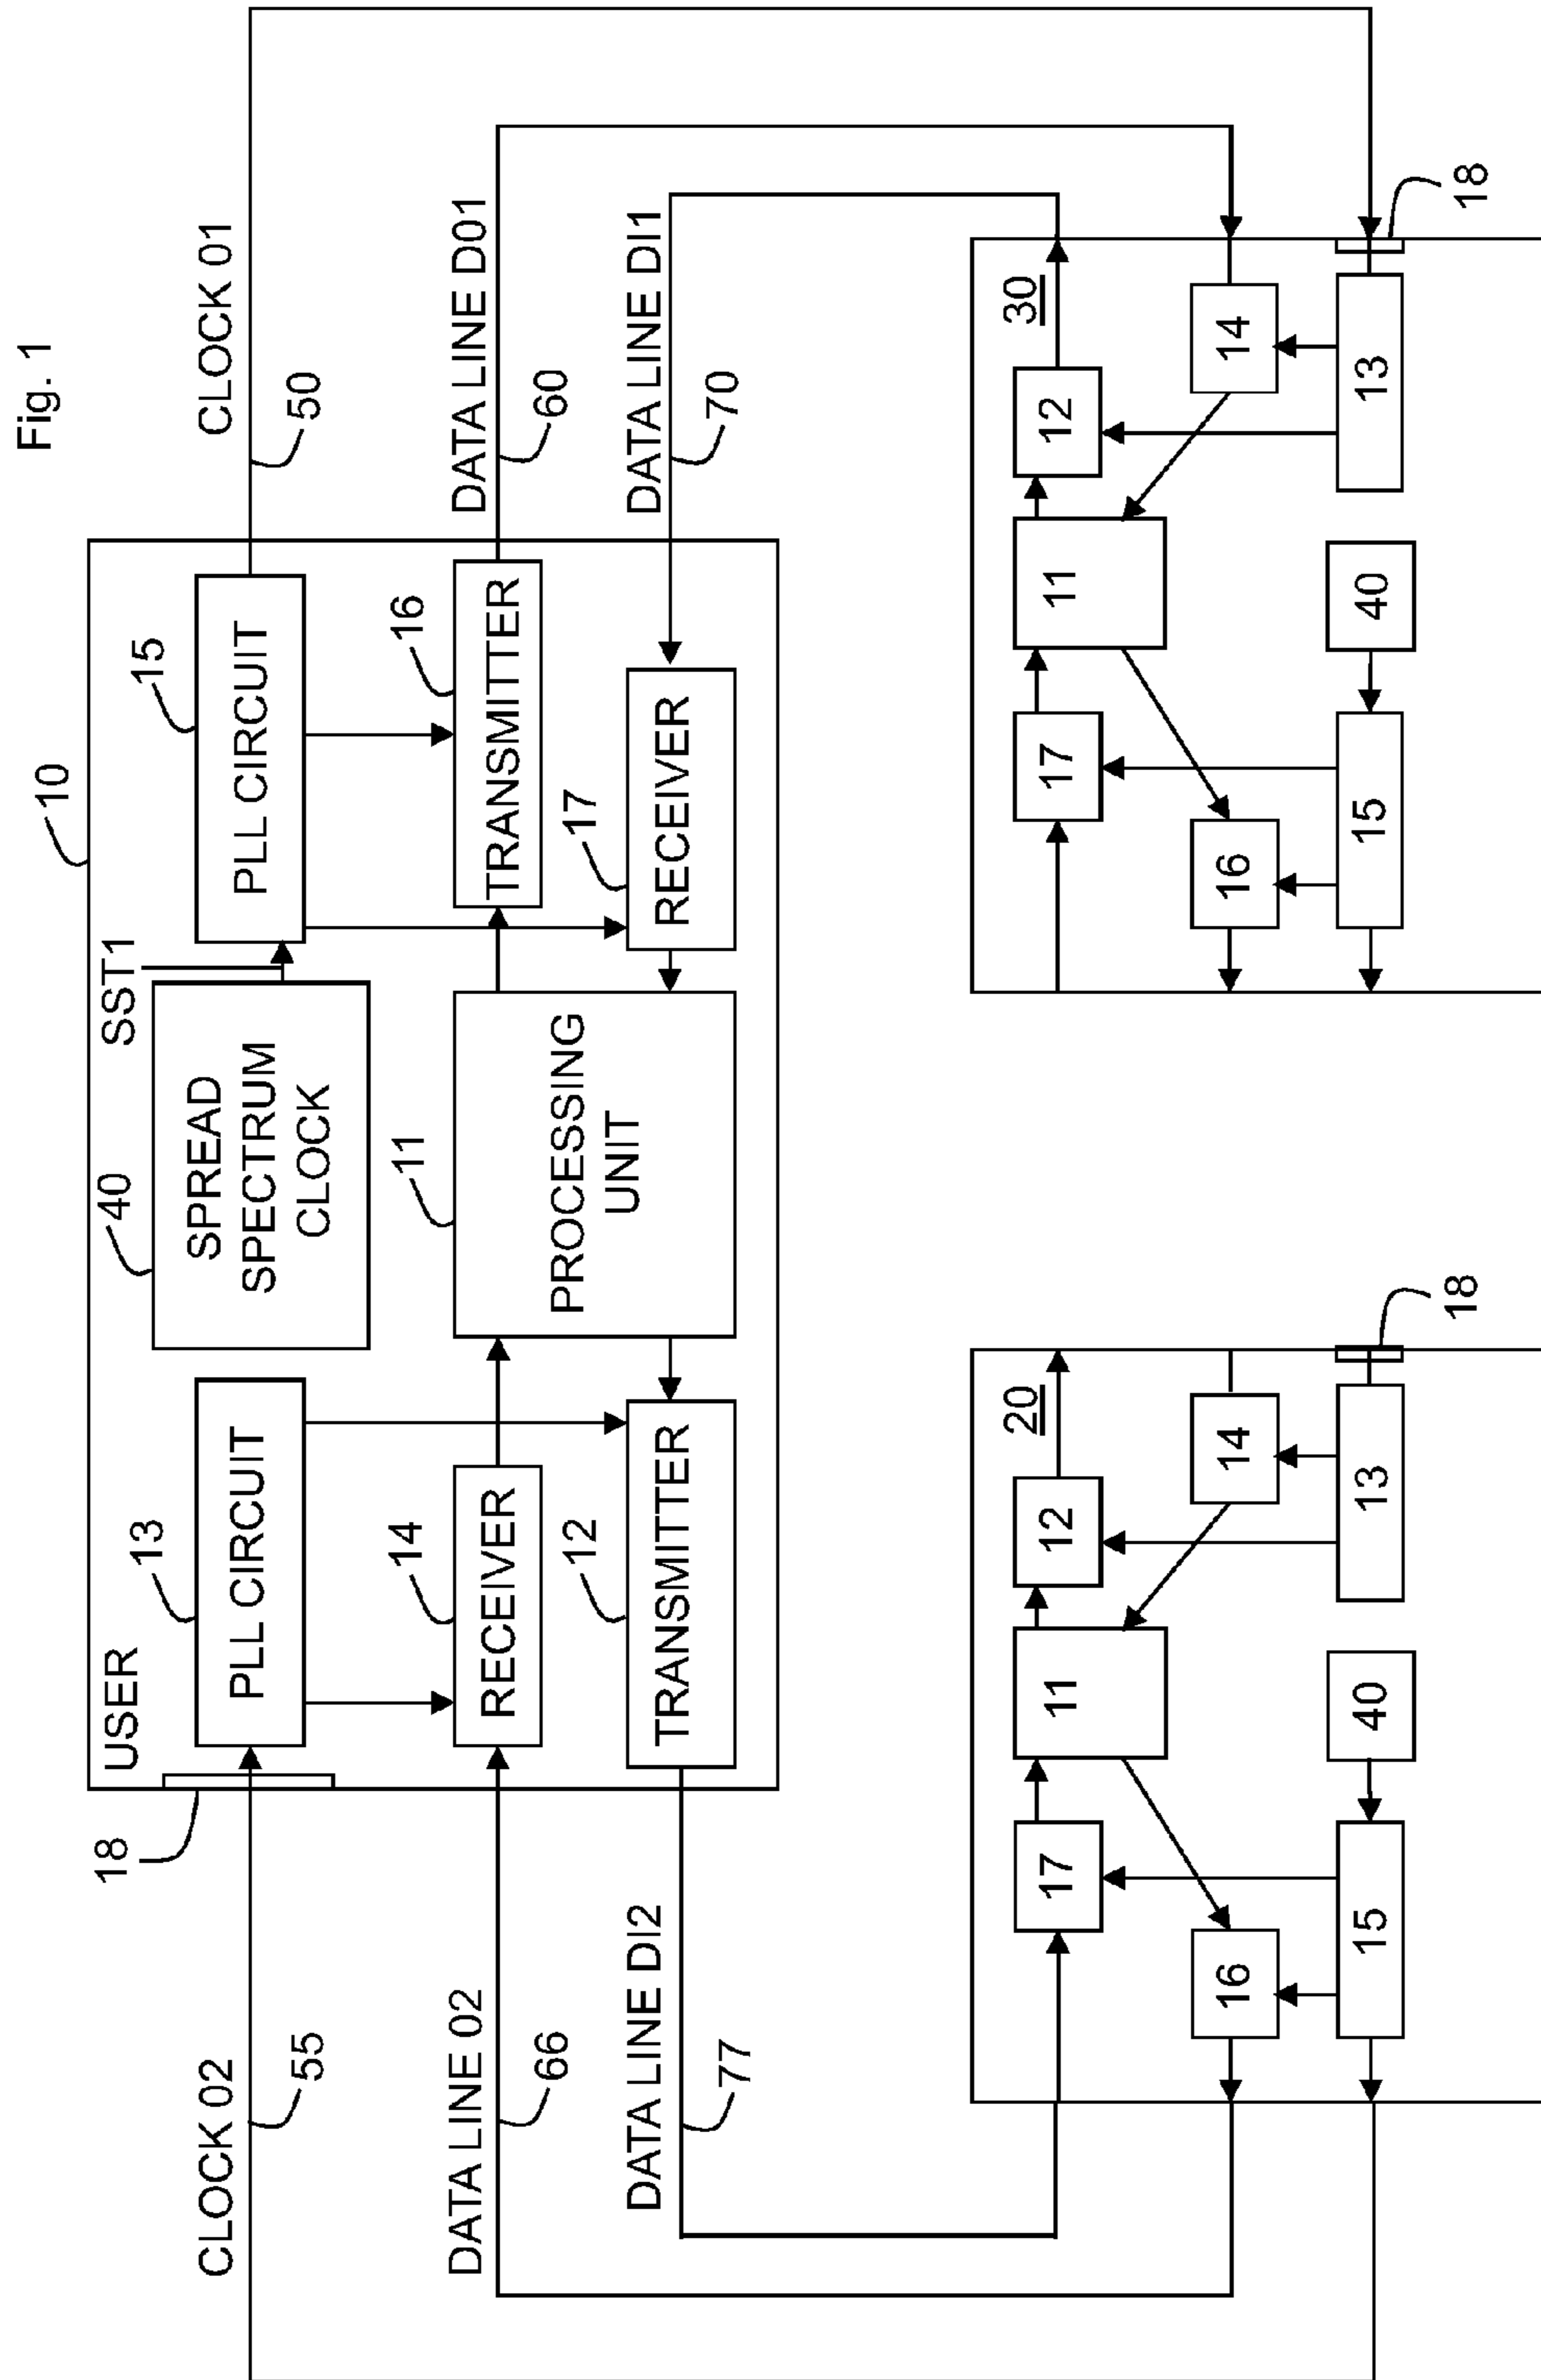 Fig. 1
10
USER
18
13
PLL CIRCUIT
40
SPREAD
SPECTRUM
CLOCK
SST1
15
PLL CIRCUIT
CLOCK 02
55
CLOCK 01
50
14
RECEIVER
11
PROCESSING
UNIT
16
TRANSMITTER
DATA LINE 02
66
DATA LINE D01
60
12
TRANSMITTER
17
RECEIVER
DATA LINE DI2
77
DATA LINE DI1
70
20
17
11
12
16
14
15
40
13
18
30
17
11
12
16
14
15
40
13
18